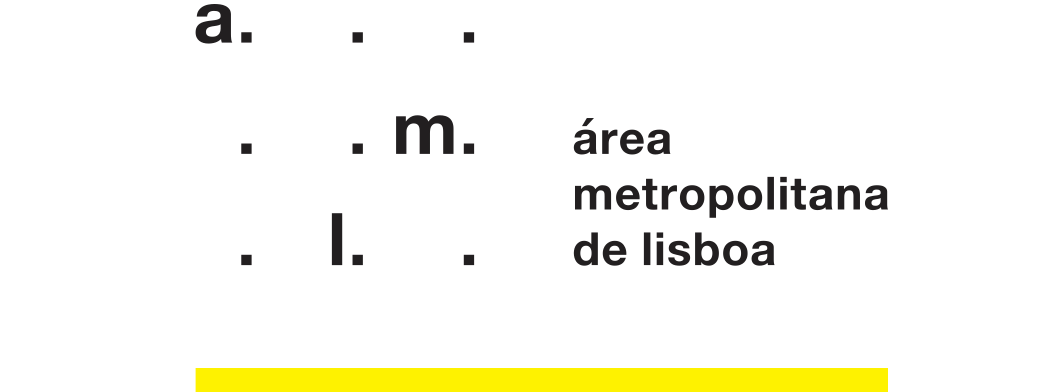 a. . .
. . m.
. l. .
área
metropolitana
de lisboa